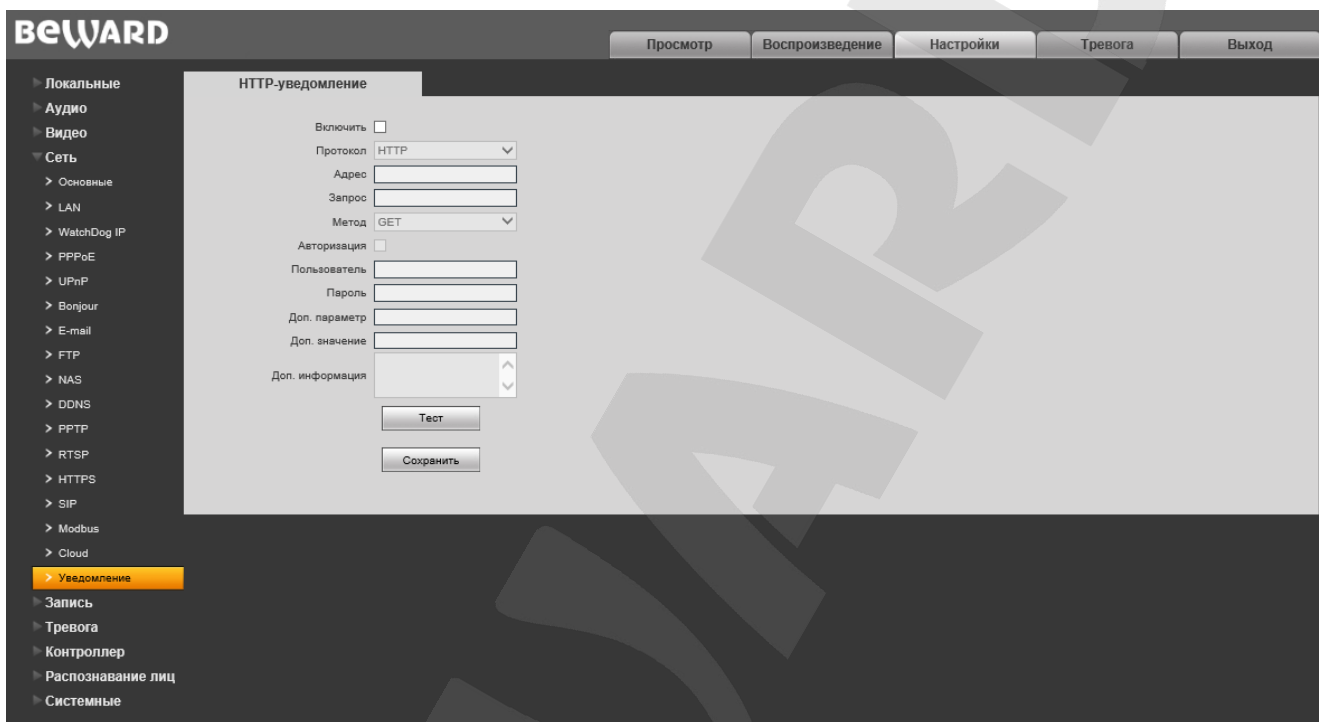 BEWARD
Просмотр Воспроизведение Настройки Тревога Выход
Локальные
Аудио
Видео
Сеть
Основные
LAN
WatchDog IP
PPPoE
UPnP
Bonjour
E-mail
FTP
NAS
DDNS
PPTP
RTSP
HTTPS
SIP
Modbus
Cloud
Уведомление
Запись
Тревога
Контроллер
Распознавание лиц
Системные
HTTP-уведомление
Включить
Протокол HTTP
Адрес
Запрос
Метод GET
Авторизация
Пользователь
Пароль
Доп. параметр
Доп. значение
Доп. информация
Тест
Сохранить